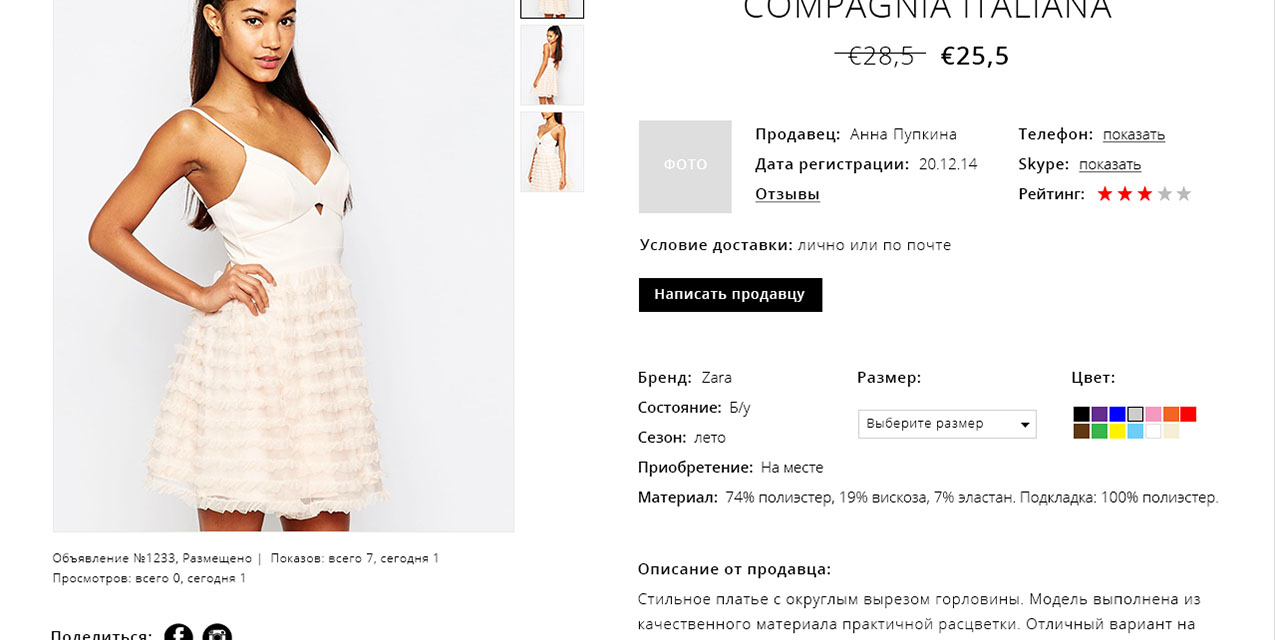 COMPAGNIA ITALIANA
€28,5 €25,5
ФОТО
Продавец: Анна Пупкина
Дата регистрации: 20.12.14
Отзывы
Телефон: показать
Skype: показать
Рейтинг:
Условие доставки: лично или по почте
Написать продавцу
Бренд: Zara
Состояние: Б/у
Сезон: лето
Приобретение: На месте
Материал: 74% полиэстер, 19% вискоза, 7% эластан. Подкладка: 100% полиэстер.
Размер:
Выберите размер
Цвет:
Объявление №1233, Размещено | Показов: всего 7, сегодня 1
Просмотров: всего 0, сегодня 1
Поделиться:
Описание от продавца:
Стильное платье с округлым вырезом горловины. Модель выполнена из
качественного материала практичной расцветки. Отличный вариант на